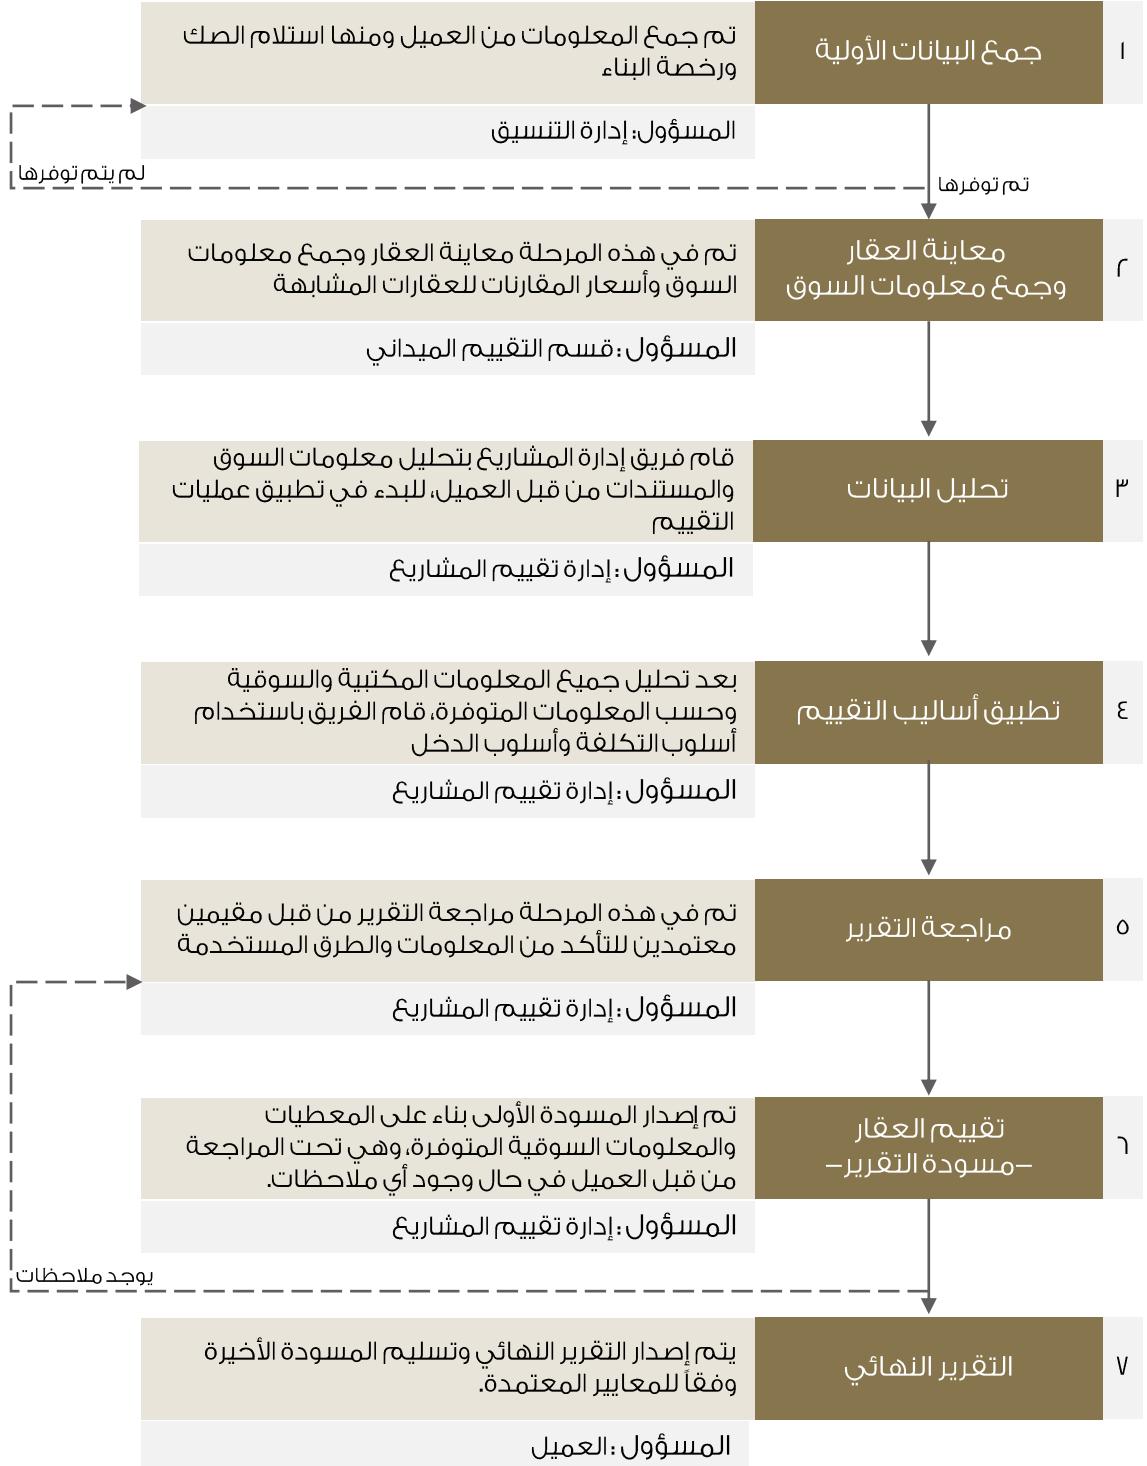 ١
جمع البيانات الأولية
تم جمع المعلومات من العميل ومنها استلام الصك
ورخصة البناء
المسؤول: إدارة التنسيق
تم توفرها
لم يتم توفرها
٢
معاينة العقار
وجمع معلومات السوق
تم في هذه المرحلة معاينة العقار وجمع معلومات
السوق وأسعار المقارنات للعقارات المشابهة
المسؤول : قسم التقييم الميداني
٣
تحليل البيانات
قام فريق إدارة المشاريع بتحليل معلومات السوق
والمستندات من قبل العميل، للبدء في تطبيق عمليات
التقييم
المسؤول : إدارة تقييم المشاريع
٤
تطبيق أساليب التقييم
بعد تحليل جميع المعلومات المكتبية والسوقية
وحسب المعلومات المتوفرة، قام الفريق باستخدام
أسلوب التكلفة وأسلوب الدخل
المسؤول : إدارة تقييم المشاريع
٥
مراجعة التقرير
تم في هذه المرحلة مراجعة التقرير من قبل مقيمين
معتمدين للتأكد من المعلومات والطرق المستخدمة
المسؤول : إدارة تقييم المشاريع
٦
تقييم العقار
–مسودة التقرير–
تم إصدار المسودة الأولى بناء على المعطيات
والمعلومات السوقية المتوفرة، وهي تحت المراجعة
من قبل العميل في حال وجود أي ملاحظات.
المسؤول : إدارة تقييم المشاريع
يوجد ملاحظات
٧
التقرير النهائي
يتم إصدار التقرير النهائي وتسليم المسودة الأخيرة
وفقاً للمعايير المعتمدة.
المسؤول : العميل